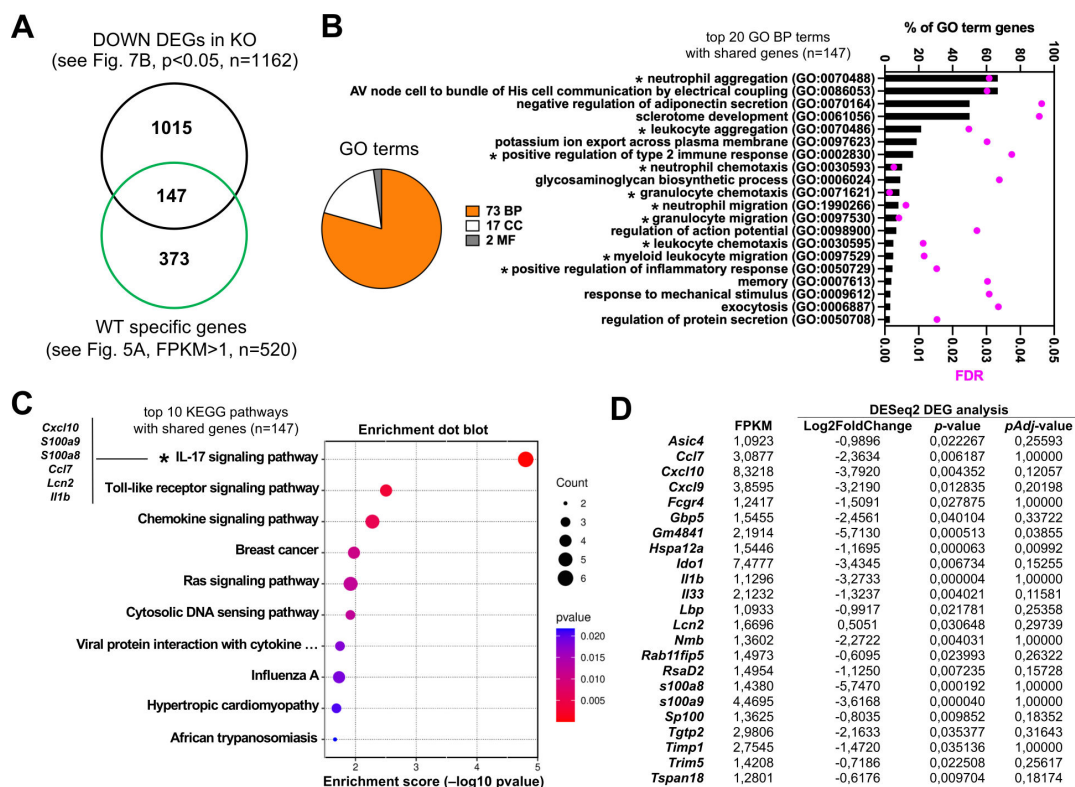 A
DOWN DEGs in KO
(see Fig. 7B, p<0.05, n=1162)
1015
147
373
WT specific genes
(see Fig. 5A, FPKM>1, n=520)
B
GO terms
73 BP
17 CC
2 MF
top 20 GO BP terms
with shared genes (n=147)
% of GO term genes
0 20 40 60 80 100
* neutrophil aggregation (GO:0070488)
AV node cell to bundle of His cell communication by electrical coupling (GO:0086053)
negative regulation of adiponectin secretion (GO:0070164)
sclerotome development (GO:0061056)
* leukocyte aggregation (GO:0070486)
potassium ion export across plasma membrane (GO:0097623)
* positive regulation of type 2 immune response (GO:0002830)
* neutrophil chemotaxis (GO:0030593)
glycosaminoglycan biosynthetic process (GO:0006024)
* granulocyte chemotaxis (GO:0071621)
* neutrophil migration (GO:1990266)
* granulocyte migration (GO:0097530)
regulation of action potential (GO:0098900)
* leukocyte chemotaxis (GO:0030595)
* myeloid leukocyte migration (GO:0097529)
* positive regulation of inflammatory response (GO:0050729)
memory (GO:0007613)
response to mechanical stimulus (GO:0009612)
exocytosis (GO:0006887)
regulation of protein secretion (GO:0050708)
0.00 0.01 0.02 0.03 0.04 0.05
FDR
C
top 10 KEGG pathways
with shared genes (n=147)
Cxcl10
S100a9
S100a8
Ccl7
Lcn2
Il1b
Enrichment dot blot
* IL-17 signaling pathway
Toll-like receptor signaling pathway
Chemokine signaling pathway
Breast cancer
Ras signaling pathway
Cytosolic DNA sensing pathway
Viral protein interaction with cytokine ...
Influenza A
Hypertropic cardiomyopathy
African trypanosomiasis
2 3 4 5
Enrichment score (−log10 pvalue)
Count
2
3
4
5
6
pvalue
0.020
0.015
0.010
0.005
D
DESeq2 DEG analysis
FPKM Log2FoldChange p-value pAdj-value
Asic4 1,0923 -0,9896 0,022267 0,25593
Ccl7 3,0877 -2,3634 0,006187 1,00000
Cxcl10 8,3218 -3,7920 0,004352 0,12057
Cxcl9 3,8595 -3,2190 0,012835 0,20198
Fcgr4 1,2417 -1,5091 0,027875 1,00000
Gbp5 1,5455 -2,4561 0,040104 0,33722
Gm4841 2,1914 -5,7130 0,000513 0,03855
Hspa12a 1,5446 -1,1695 0,000063 0,00992
Ido1 7,4777 -3,4345 0,006734 0,15255
Il1b 1,1296 -3,2733 0,000004 1,00000
Il33 2,1232 -1,3237 0,004021 0,11581
Lbp 1,0933 -0,9917 0,021781 0,25358
Lcn2 1,6696 0,5051 0,030648 0,29739
Nmb 1,3602 -2,2722 0,004031 1,00000
Rab11fip5 1,4973 -0,6095 0,023993 0,26322
RsaD2 1,4954 -1,1250 0,007235 0,15728
s100a8 1,4380 -5,7470 0,000192 1,00000
s100a9 4,4695 -3,6168 0,000040 1,00000
Sp100 1,3625 -0,8035 0,009852 0,18352
Tgtp2 2,9806 -2,1633 0,035377 0,31643
Timp1 2,7545 -1,4720 0,035136 1,00000
Trim5 1,4208 -0,7186 0,022508 0,25617
Tspan18 1,2801 -0,6176 0,009704 0,18174